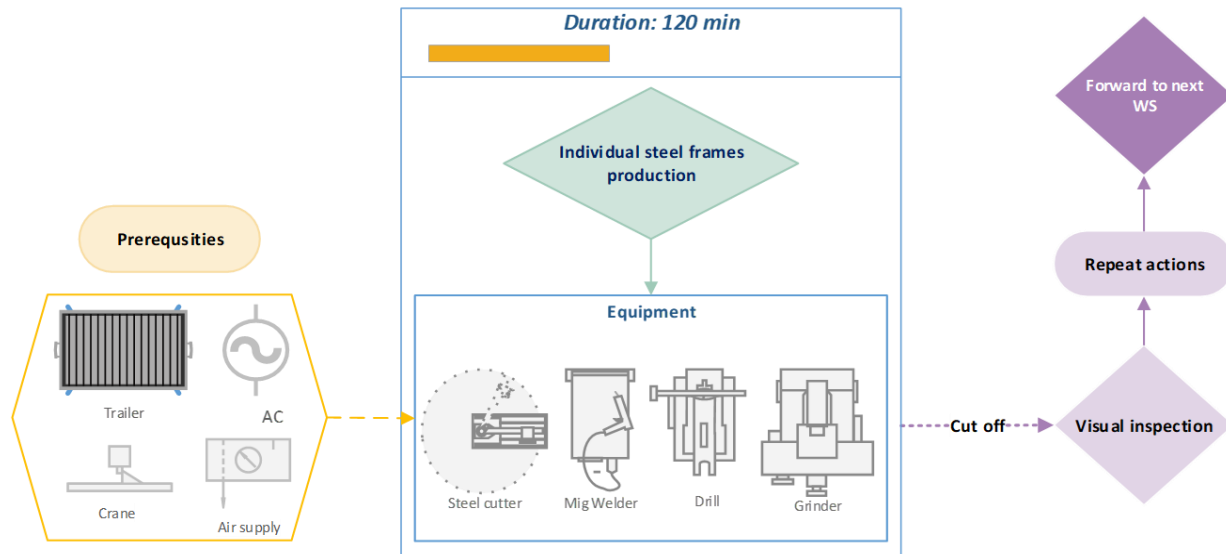 Duration: 120 min
Individual steel frames
production
Prerequsities
Trailer
AC
Crane
Air supply
Equipment
Steel cutter
Mig Welder
Drill
Grinder
Cut off
Visual inspection
Repeat actions
Forward to next
WS